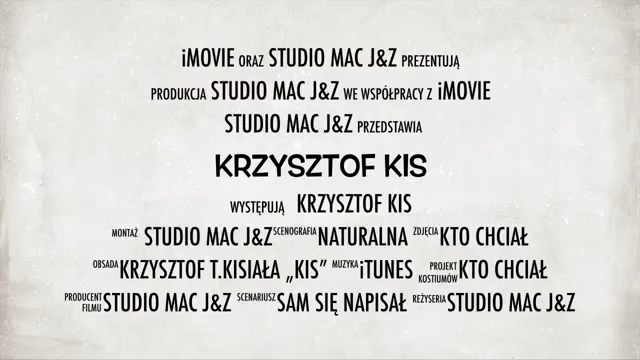 iMOVIE ORAZ STUDIO MAC J&Z PREZENTUJĄ
PRODUKCJA STUDIO MAC J&Z WE WSPÓŁPRACY Z iMOVIE
STUDIO MAC J&Z PRZEDSTAWIA
KRZYSZTOF KIS
WYSTĘPUJĄ KRZYSZTOF KIS
MONTAŻ STUDIO MAC J&Z SCENOGRAFIA NATURALNA ZDJĘCIA KTO CHCIAŁ
OBSADA KRZYSZTOF T.KISIAŁA „KIS” MUZYKA iTUNES PROJEKT KOSTIUMÓW KTO CHCIAŁ
PRODUCENT FILMU STUDIO MAC J&Z SCENARIUSZ SAM SIĘ NAPISAŁ REŻYSERIA STUDIO MAC J&Z